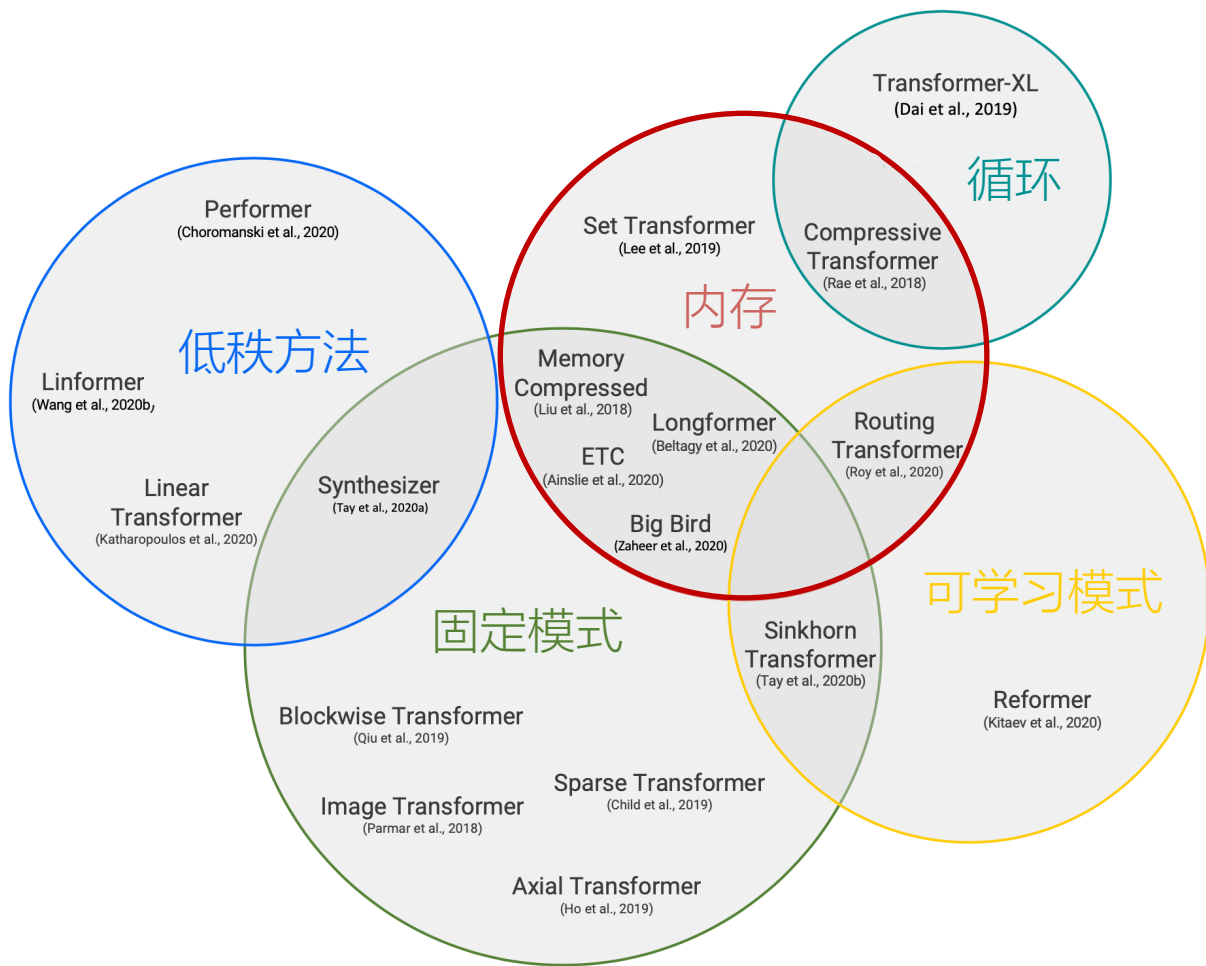 Transformer-XL
(Dai et al., 2019)
循环
Performer
(Choromanski et al., 2020)
Set Transformer
(Lee et al., 2019)
Compressive
Transformer
(Rae et al., 2018)
内存
低秩方法
Memory
Compressed
(Liu et al., 2018)
Linformer
(Wang et al., 2020b,
Longformer
(Beltagy et al., 2020)
Routing
Transformer
(Roy et al., 2020)
ETC
(Ainslie et al., 2020)
Linear
Transformer
(Katharopoulos et al., 2020)
Synthesizer
(Tay et al., 2020a)
Big Bird
(Zaheer et al., 2020)
可学习模式
固定模式
Sinkhorn
Transformer
(Tay et al., 2020b)
Reformer
(Kitaev et al., 2020)
Blockwise Transformer
(Qiu et al., 2019)
Sparse Transformer
(Child et al., 2019)
Image Transformer
(Parmar et al., 2018)
Axial Transformer
(Ho et al., 2019)